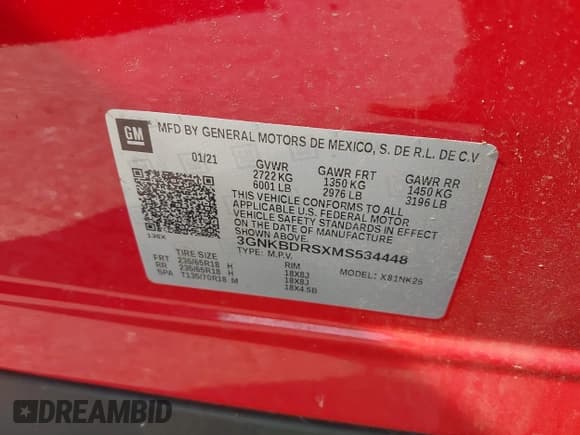 GM
MFD BY GENERAL MOTORS DE MEXICO, S. DE R.L. DE C.V
01/21 GVWR GAWR FRT GAWR RR
2722 KG 1350 KG 1450 KG
6001 LB 2976 LB 3196 LB
THIS VEHICLE CONFORMS TO ALL
APPLICABLE U.S. FEDERAL MOTOR
VEHICLE SAFETY STANDARDS IN EFFECT
ON THE DATE OF MANUFACTURE
SHOWN ABOVE
3GNKBDRSXMS534448
138X
TYPE: M.P.V.
TIRE SIZE RIM MODEL: X81NK26
FRT 235/65R18 H 18X8J
RR 235/65R18 H 18X8J
SPA T135/70R18 M 18X4.5B
DREAMBID